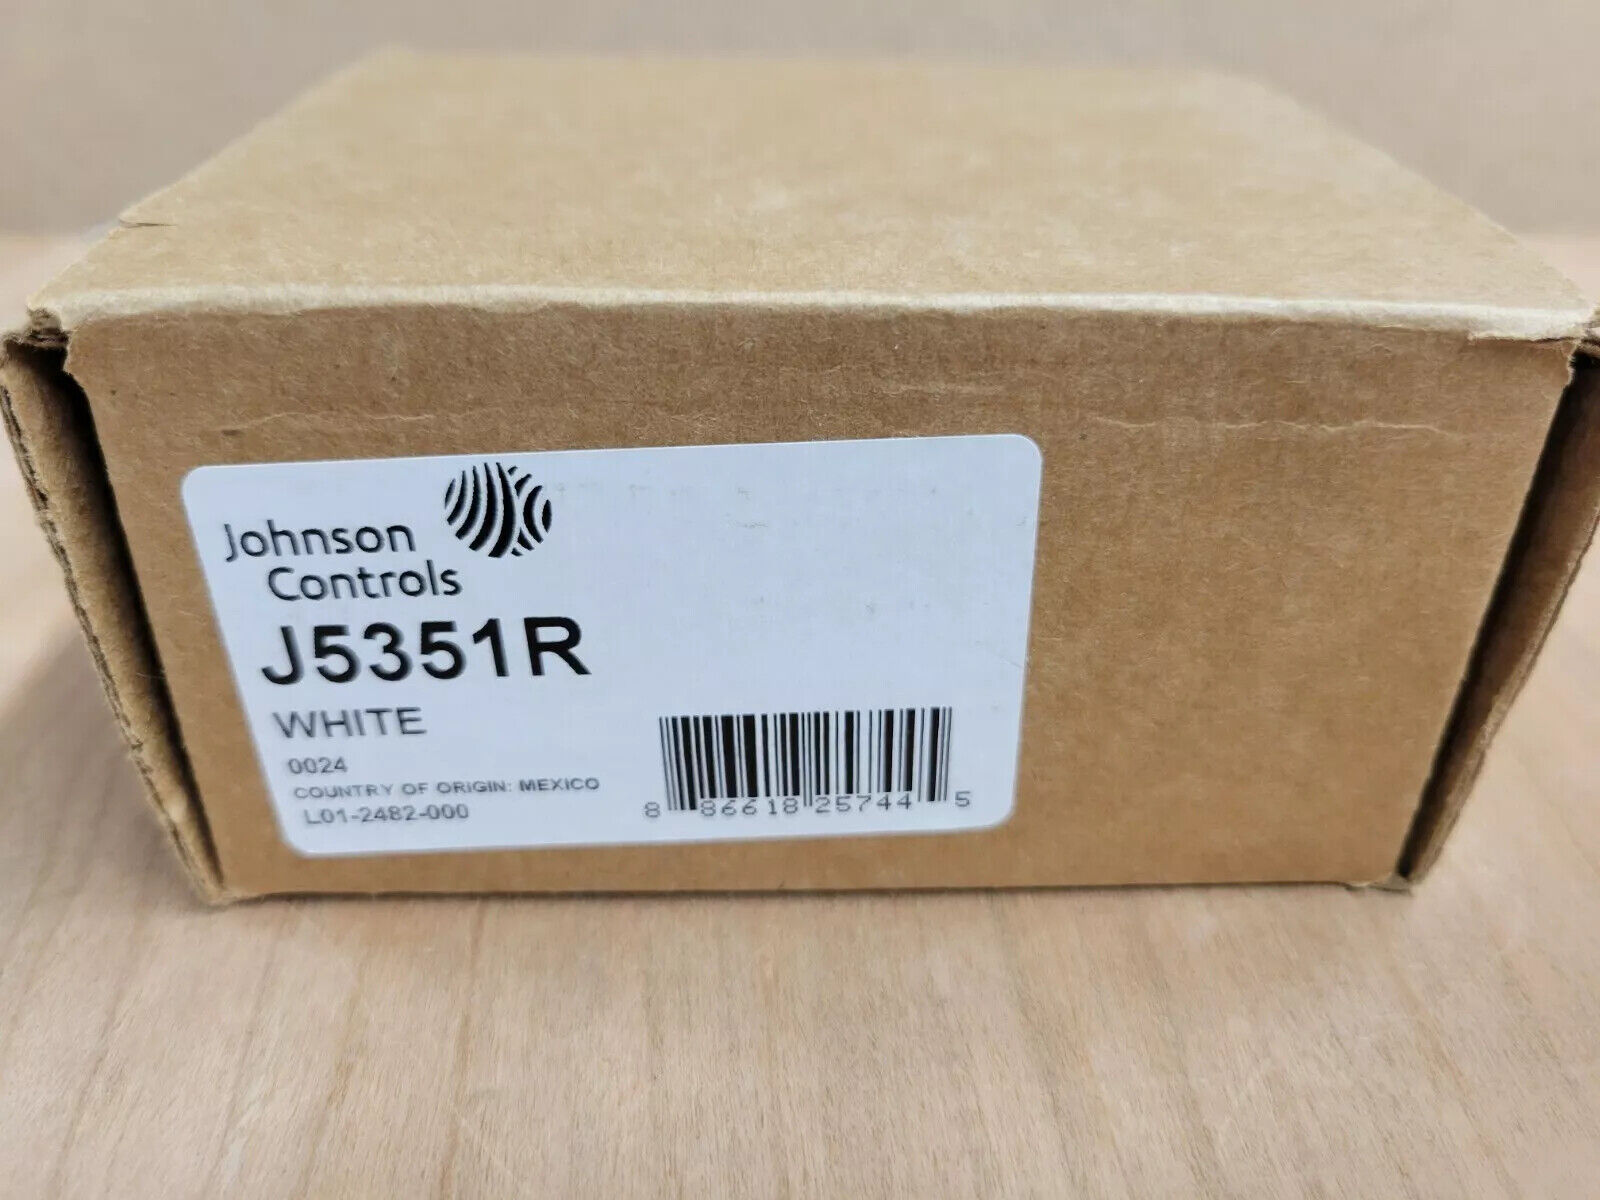 Johnson
Controls
J5351R
WHITE
0024
COUNTRY OF ORIGIN: MEXICO
L01-2482-000
8 86618 25744 5